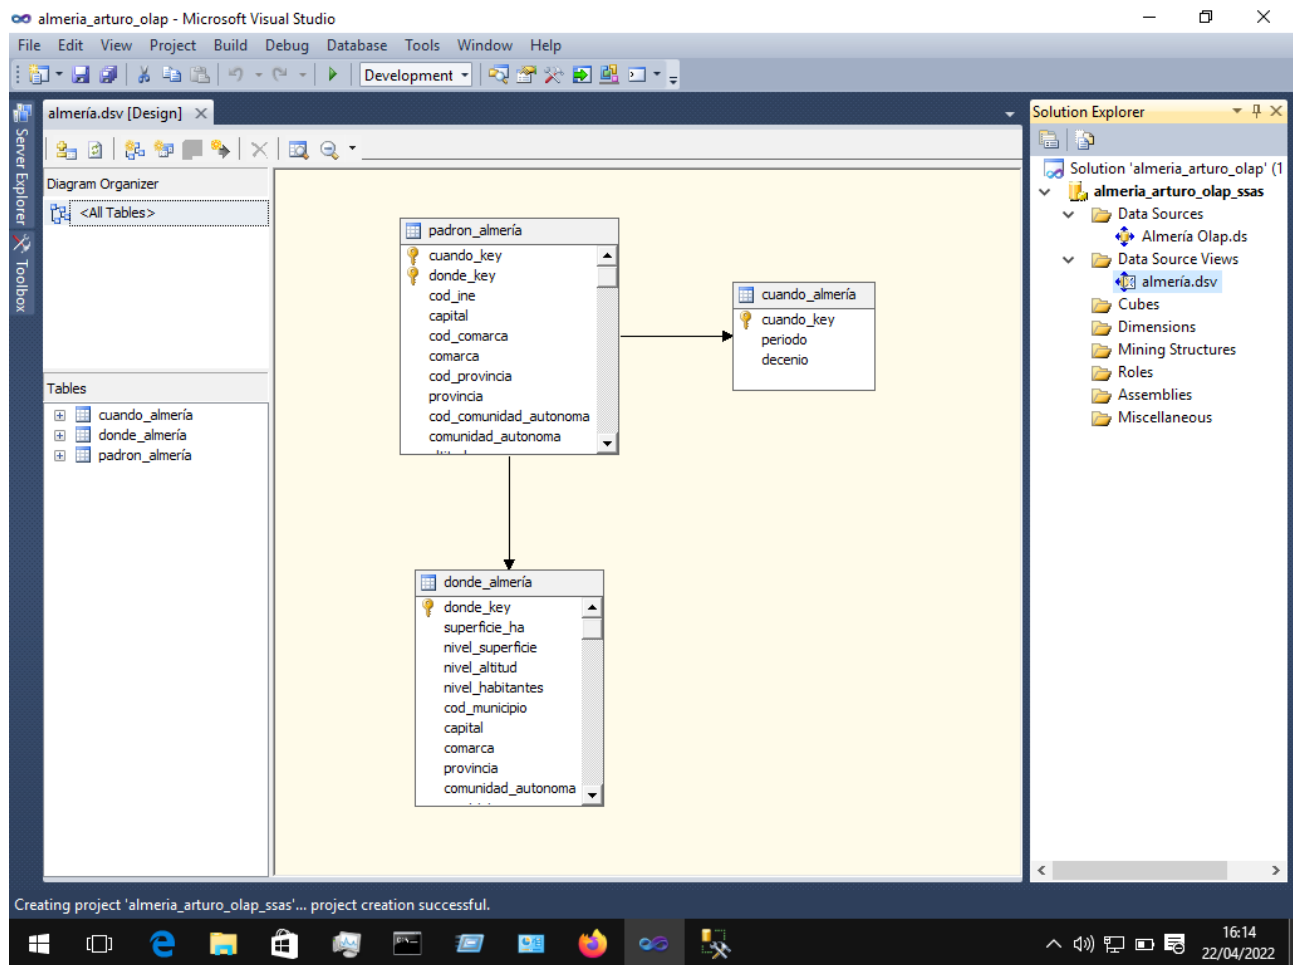 almeria_arturo_olap - Microsoft Visual Studio
File Edit View Project Build Debug Database Tools Window Help
Development
Server Explorer
Toolbox
almería.dsv [Design]
Diagram Organizer
<All Tables>
Tables
cuando_almería
donde_almería
padron_almería
padron_almería
cuando_key
donde_key
cod_ine
capital
cod_comarca
comarca
cod_provincia
provincia
cod_comunidad_autonoma
comunidad_autonoma
cuando_almería
cuando_key
periodo
decenio
donde_almería
donde_key
superficie_ha
nivel_superficie
nivel_altitud
nivel_habitantes
cod_municipio
capital
comarca
provincia
comunidad_autonoma
Solution Explorer
Solution 'almeria_arturo_olap' (1
almeria_arturo_olap_ssas
Data Sources
Almería Olap.ds
Data Source Views
almería.dsv
Cubes
Dimensions
Mining Structures
Roles
Assemblies
Miscellaneous
Creating project 'almeria_arturo_olap_ssas'... project creation successful.
16:14
22/04/2022